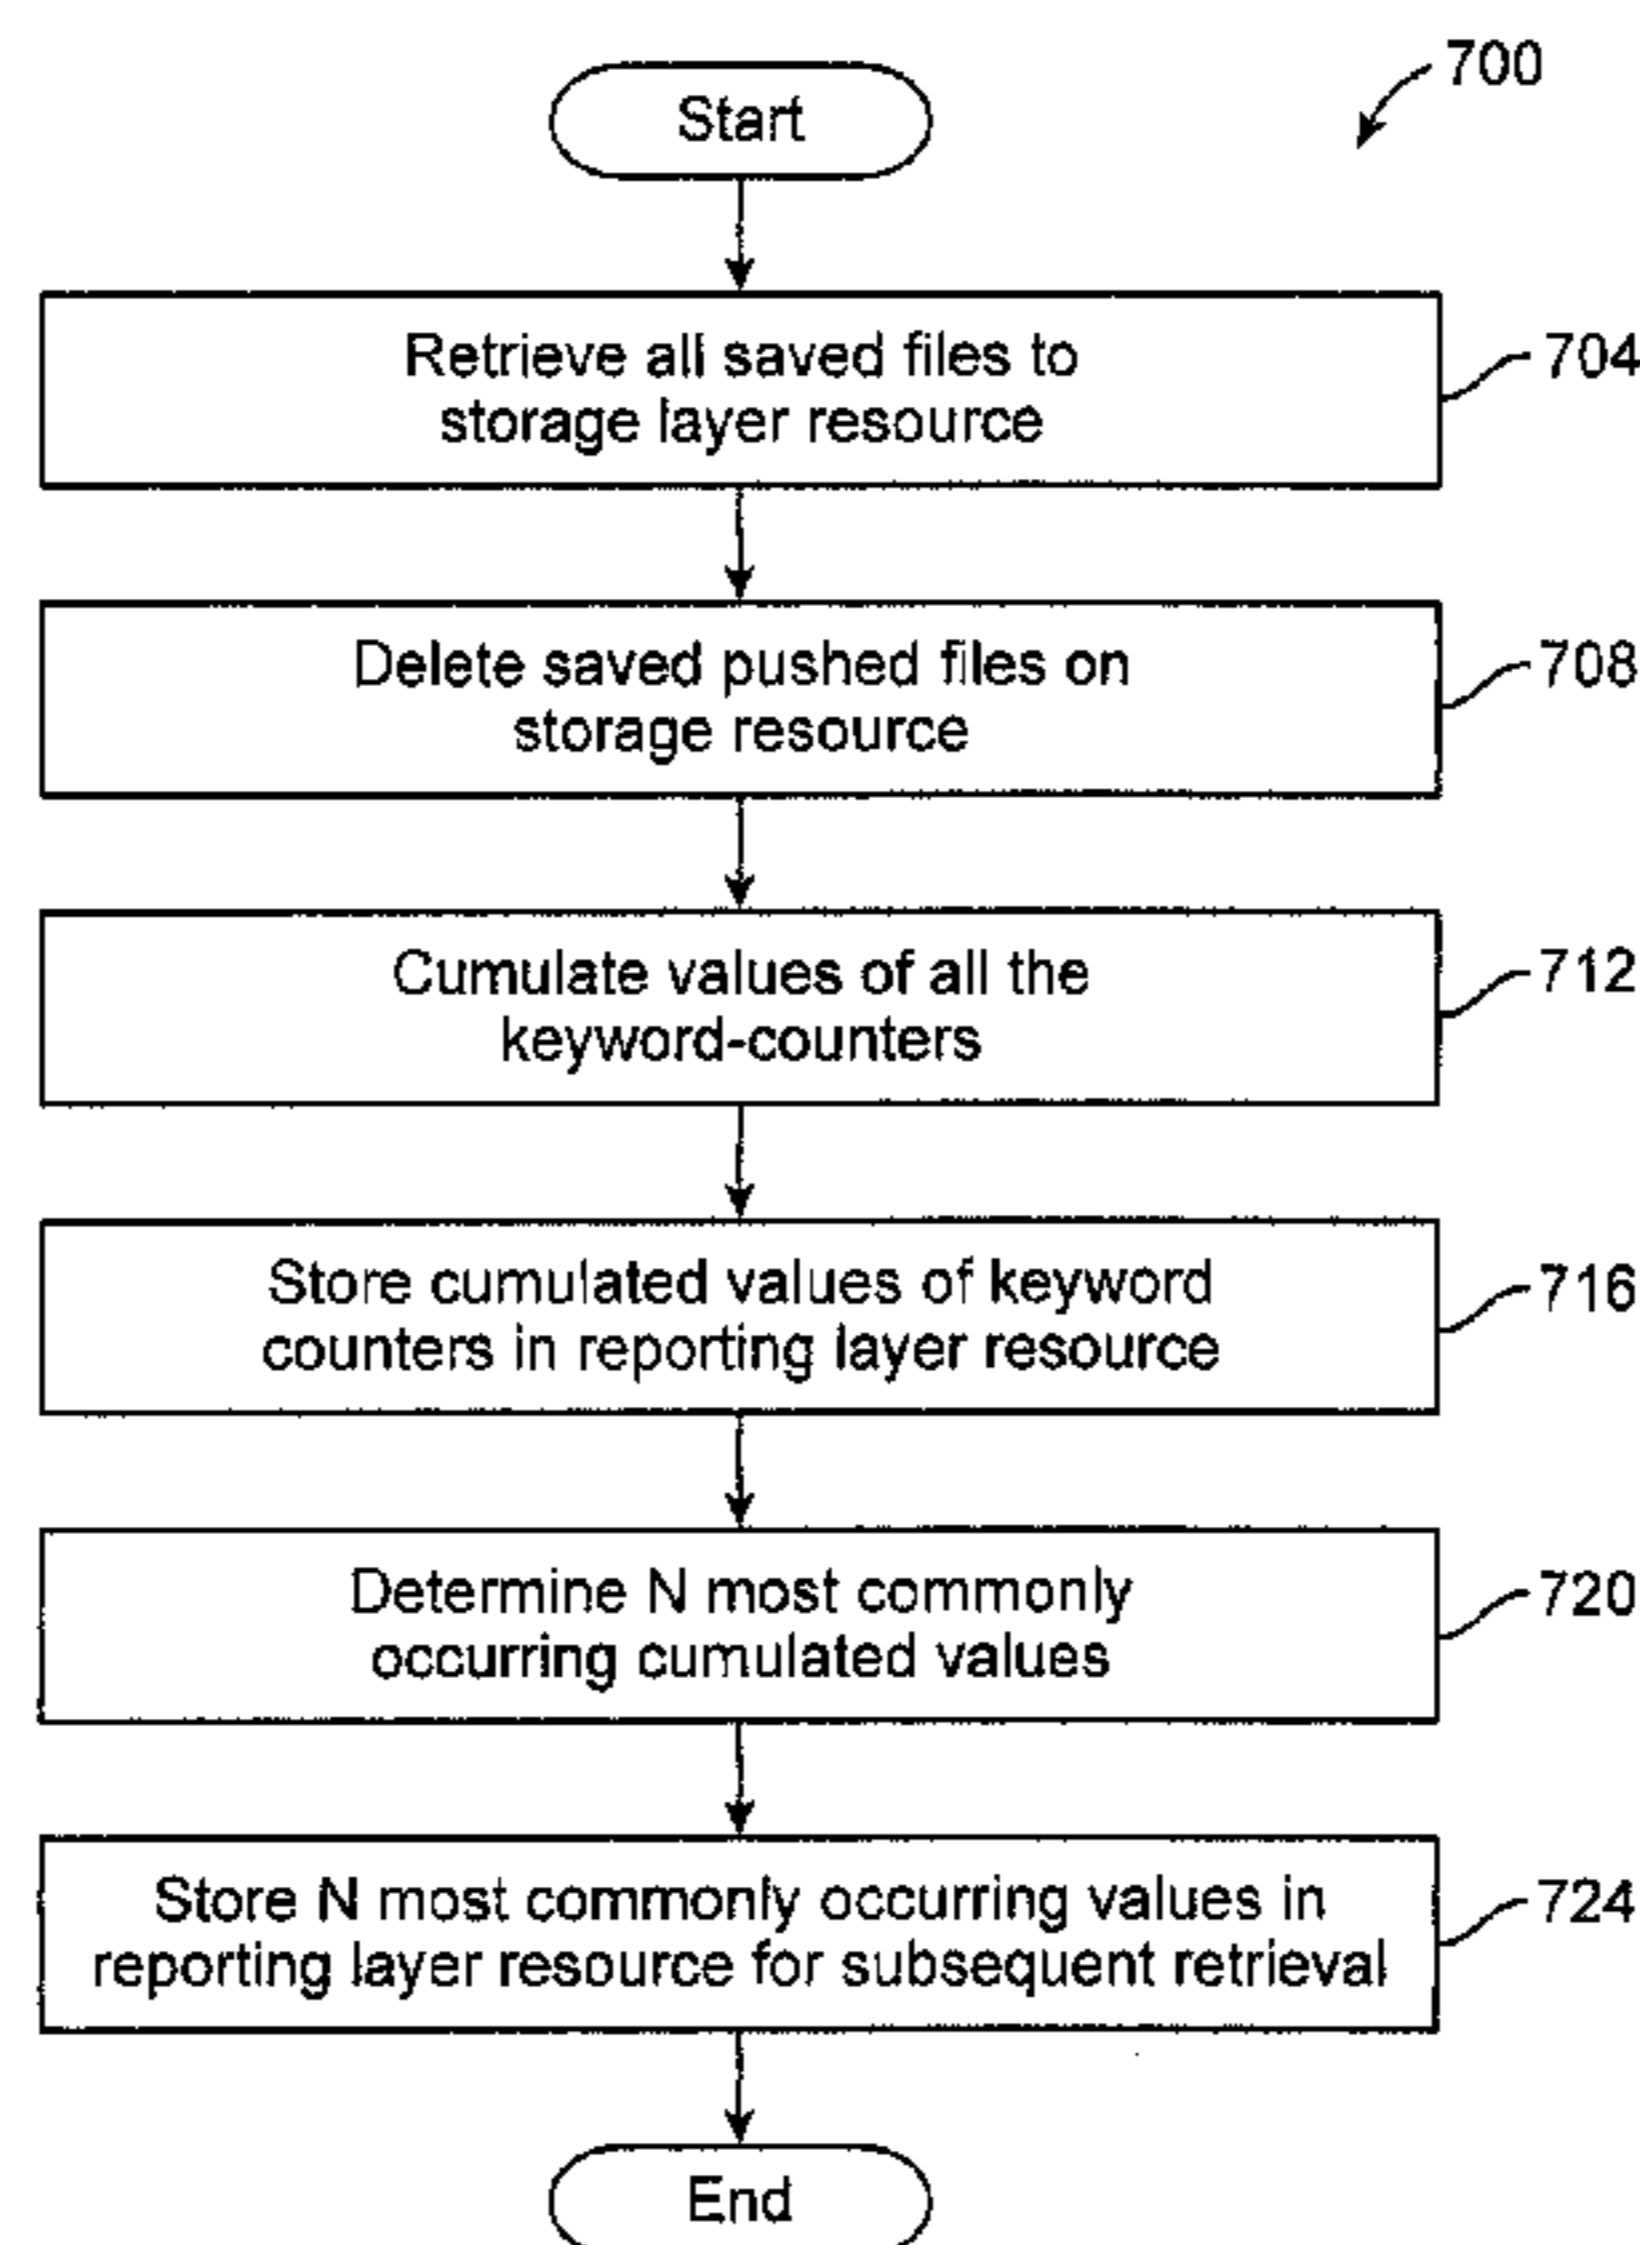 700
Start
Retrieve all saved files to
storage layer resource
704
Delete saved pushed files on
storage resource
708
Cumulate values of all the
keyword-counters
712
Store cumulated values of keyword
counters in reporting layer resource
716
Determine N most commonly
occurring cumulated values
720
Store N most commonly occurring values in
reporting layer resource for subsequent retrieval
724
End